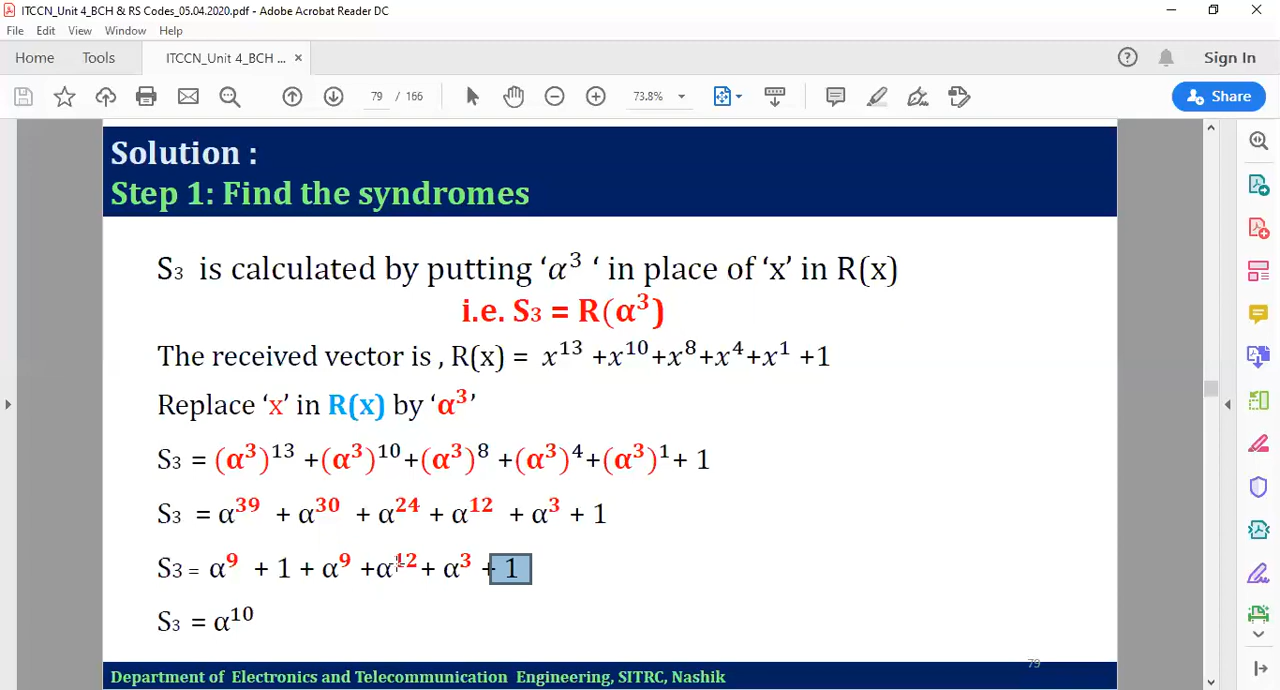 ITCCN_Unit 4_BCH & RS Codes_05.04.2020.pdf - Adobe Acrobat Reader DC
File Edit View Window Help
Home Tools ITCCN_Unit 4_BCH ... × Sign In
79 / 166 73.8% Share
Solution :
Step 1: Find the syndromes
S₃ is calculated by putting ‘α³ ‘ in place of ‘x’ in R(x)
i.e. S₃ = R(α³)
The received vector is , R(x) = x¹³ +x¹⁰+x⁸+x⁴+x¹ +1
Replace ‘x’ in R(x) by ‘α³’
S₃ = (α³)¹³ +(α³)¹⁰+(α³)⁸ +(α³)⁴+(α³)¹+ 1
S₃ = α³⁹ + α³⁰ + α²⁴ + α¹² + α³ + 1
S₃ = α⁹ + 1 + α⁹ +α¹²+ α³ + 1
S₃ = α¹⁰
79
Department of Electronics and Telecommunication Engineering, SITRC, Nashik